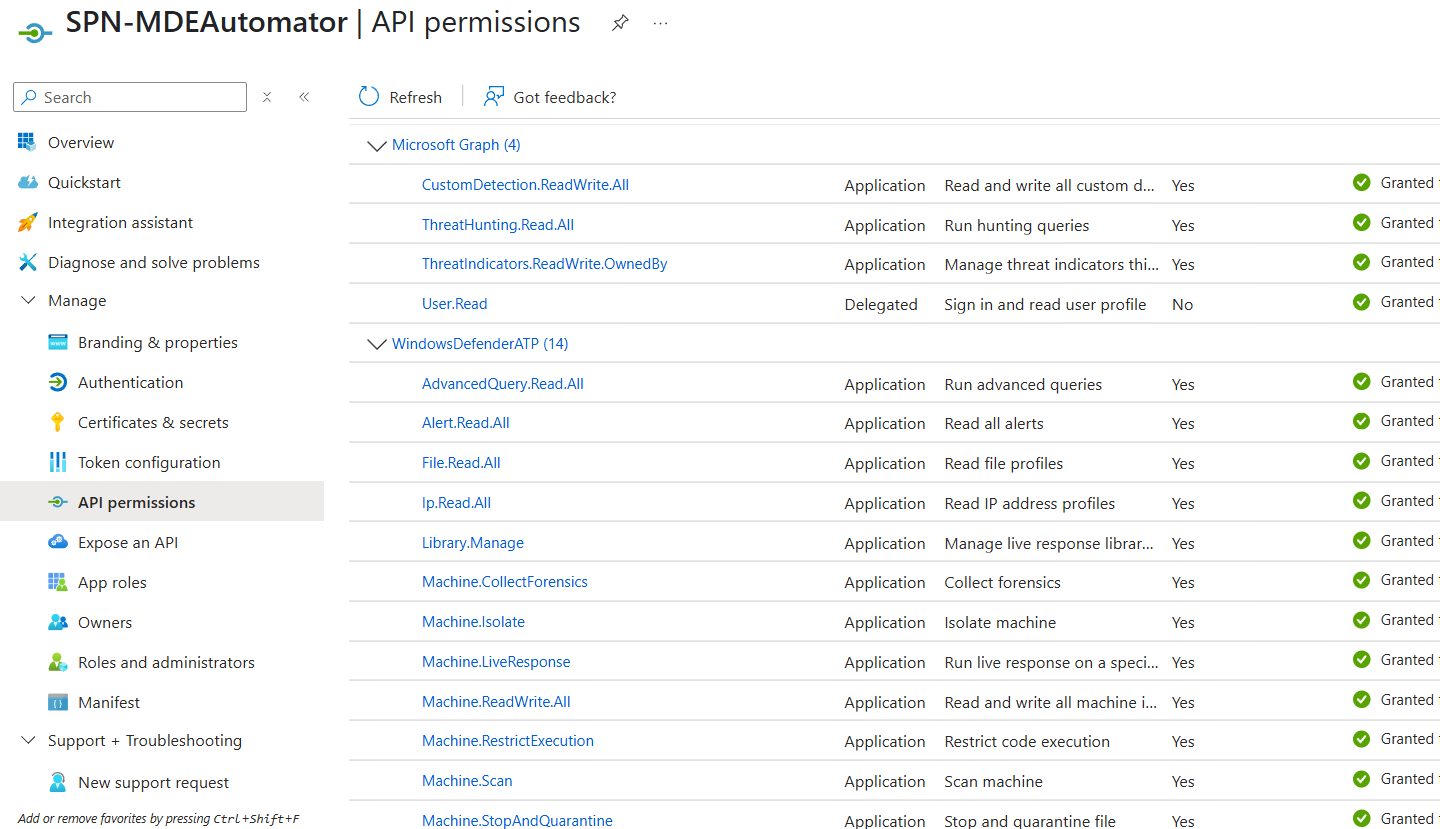 SPN-MDEAutomator | API permissions
Search
Refresh
Got feedback?
Overview
Quickstart
Integration assistant
Diagnose and solve problems
Manage
Branding & properties
Authentication
Certificates & secrets
Token configuration
API permissions
Expose an API
App roles
Owners
Roles and administrators
Manifest
Support + Troubleshooting
New support request
Add or remove favorites by pressing Ctrl+Shift+F
Microsoft Graph (4)
CustomDetection.ReadWrite.All Application Read and write all custom d... Yes Granted
ThreatHunting.Read.All Application Run hunting queries Yes Granted
ThreatIndicators.ReadWrite.OwnedBy Application Manage threat indicators thi... Yes Granted
User.Read Delegated Sign in and read user profile No Granted
WindowsDefenderATP (14)
AdvancedQuery.Read.All Application Run advanced queries Yes Granted
Alert.Read.All Application Read all alerts Yes Granted
File.Read.All Application Read file profiles Yes Granted
Ip.Read.All Application Read IP address profiles Yes Granted
Library.Manage Application Manage live response librar... Yes Granted
Machine.CollectForensics Application Collect forensics Yes Granted
Machine.Isolate Application Isolate machine Yes Granted
Machine.LiveResponse Application Run live response on a speci... Yes Granted
Machine.ReadWrite.All Application Read and write all machine i... Yes Granted
Machine.RestrictExecution Application Restrict code execution Yes Granted
Machine.Scan Application Scan machine Yes Granted
Machine.StopAndQuarantine Application Stop and quarantine file Yes Granted